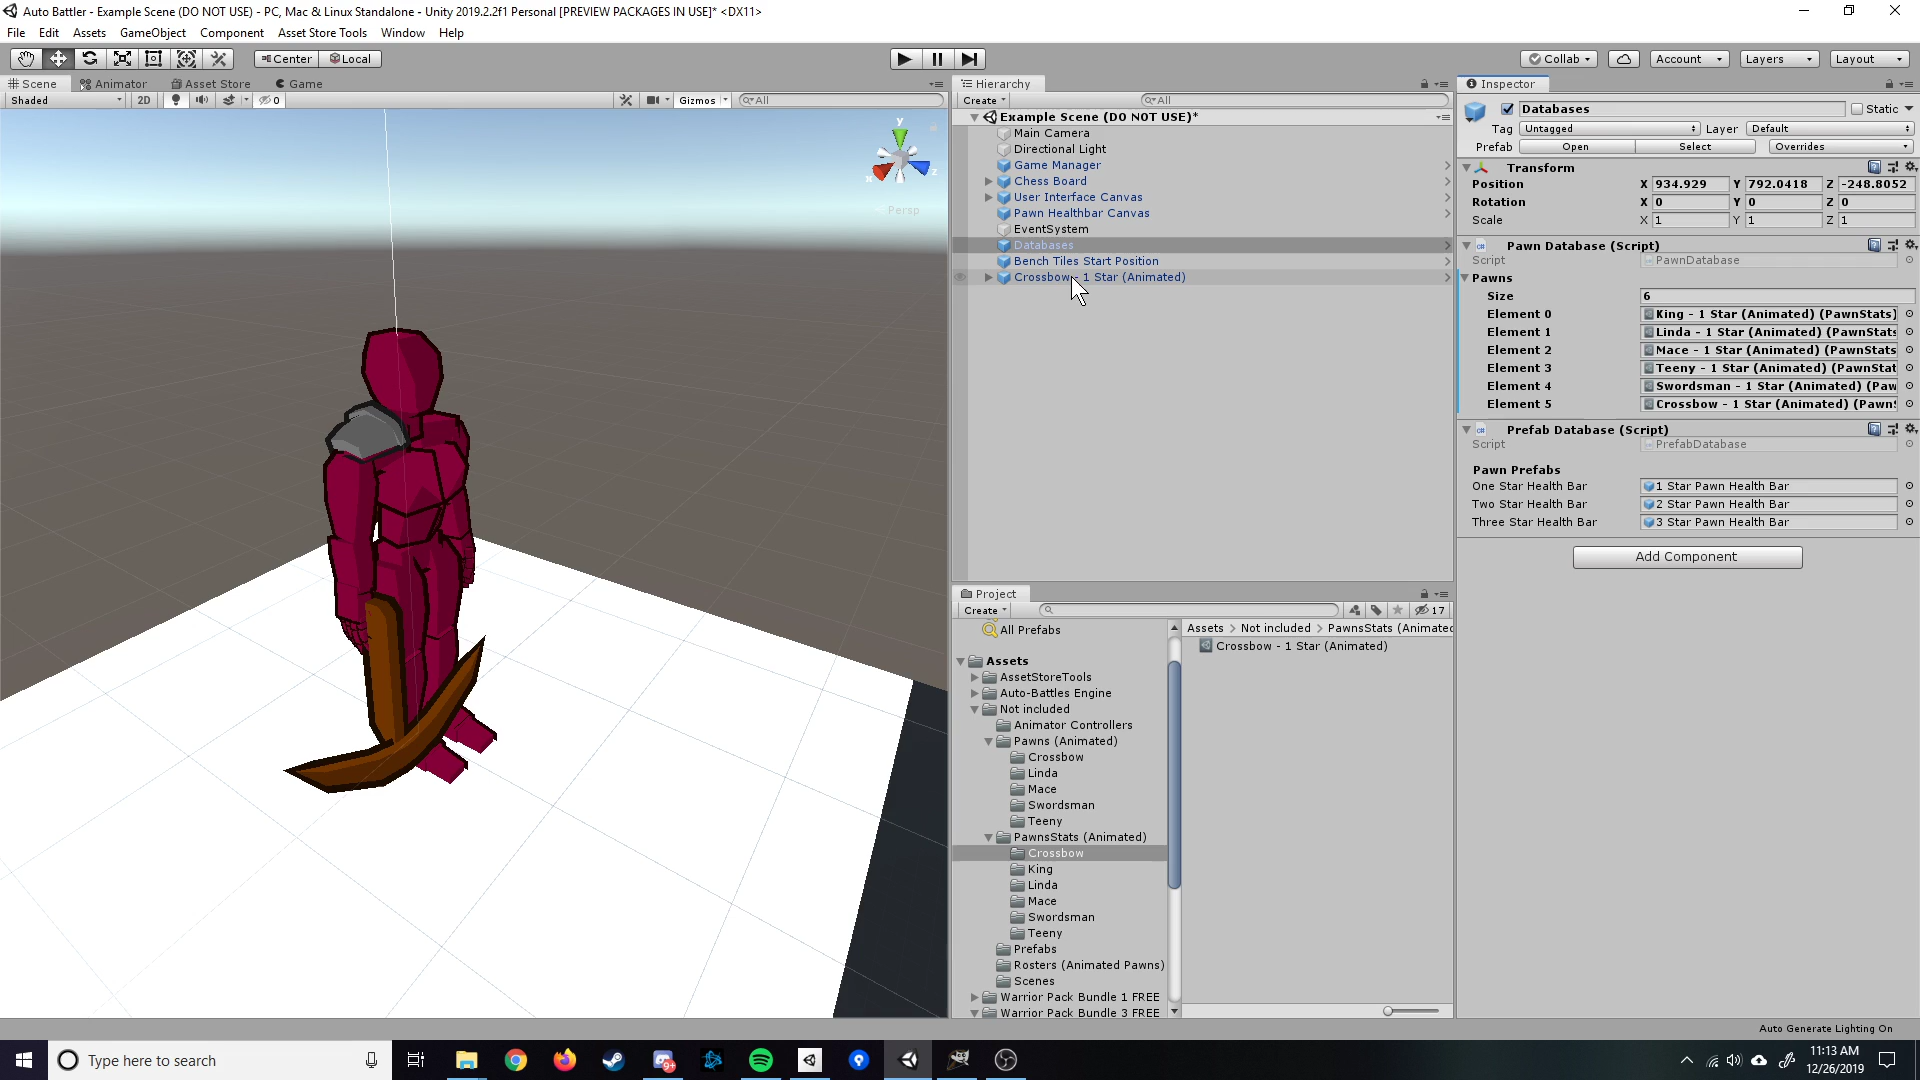 Auto Battler - Example Scene (DO NOT USE) - PC, Mac & Linux Standalone - Unity 2019.2.2f1 Personal [PREVIEW PACKAGES IN USE]* <DX11>
File Edit Assets GameObject Component Asset Store Tools Window Help
Center Local Collab Account Layers Layout
Scene Animator Asset Store Game
Shaded 2D 0 Gizmos All
y
x
z
Persp
Hierarchy
Create All
Example Scene (DO NOT USE)*
Main Camera
Directional Light
Game Manager
Chess Board
User Interface Canvas
Pawn Healthbar Canvas
EventSystem
Databases
Bench Tiles Start Position
Crossbow - 1 Star (Animated)
Project
Create 17
All Prefabs
Assets
AssetStoreTools
Auto-Battles Engine
Not included
Animator Controllers
Pawns (Animated)
Crossbow
Linda
Mace
Swordsman
Teeny
PawnsStats (Animated)
Crossbow
King
Linda
Mace
Swordsman
Teeny
Prefabs
Rosters (Animated Pawns)
Scenes
Warrior Pack Bundle 1 FREE
Warrior Pack Bundle 3 FREE
Assets > Not included > PawnsStats (Animated
Crossbow - 1 Star (Animated)
Inspector
Databases Static
Tag Untagged Layer Default
Prefab Open Select Overrides
Transform
Position X 934.929 Y 792.0418 Z -248.8052
Rotation X 0 Y 0 Z 0
Scale X 1 Y 1 Z 1
Pawn Database (Script)
Script PawnDatabase
Pawns
Size 6
Element 0 King - 1 Star (Animated) (PawnStats)
Element 1 Linda - 1 Star (Animated) (PawnStats
Element 2 Mace - 1 Star (Animated) (PawnStats
Element 3 Teeny - 1 Star (Animated) (PawnStat
Element 4 Swordsman - 1 Star (Animated) (Paw
Element 5 Crossbow - 1 Star (Animated) (Pawn
Prefab Database (Script)
Script PrefabDatabase
Pawn Prefabs
One Star Health Bar 1 Star Pawn Health Bar
Two Star Health Bar 2 Star Pawn Health Bar
Three Star Health Bar 3 Star Pawn Health Bar
Add Component
Auto Generate Lighting On
Type here to search
9+
11:13 AM
12/26/2019